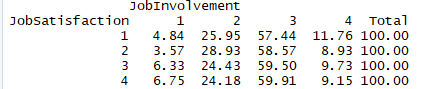 JobInvolvement
JobSatisfaction 1 2 3 4 Total
1 4.84 25.95 57.44 11.76 100.00
2 3.57 28.93 58.57 8.93 100.00
3 6.33 24.43 59.50 9.73 100.00
4 6.75 24.18 59.91 9.15 100.00